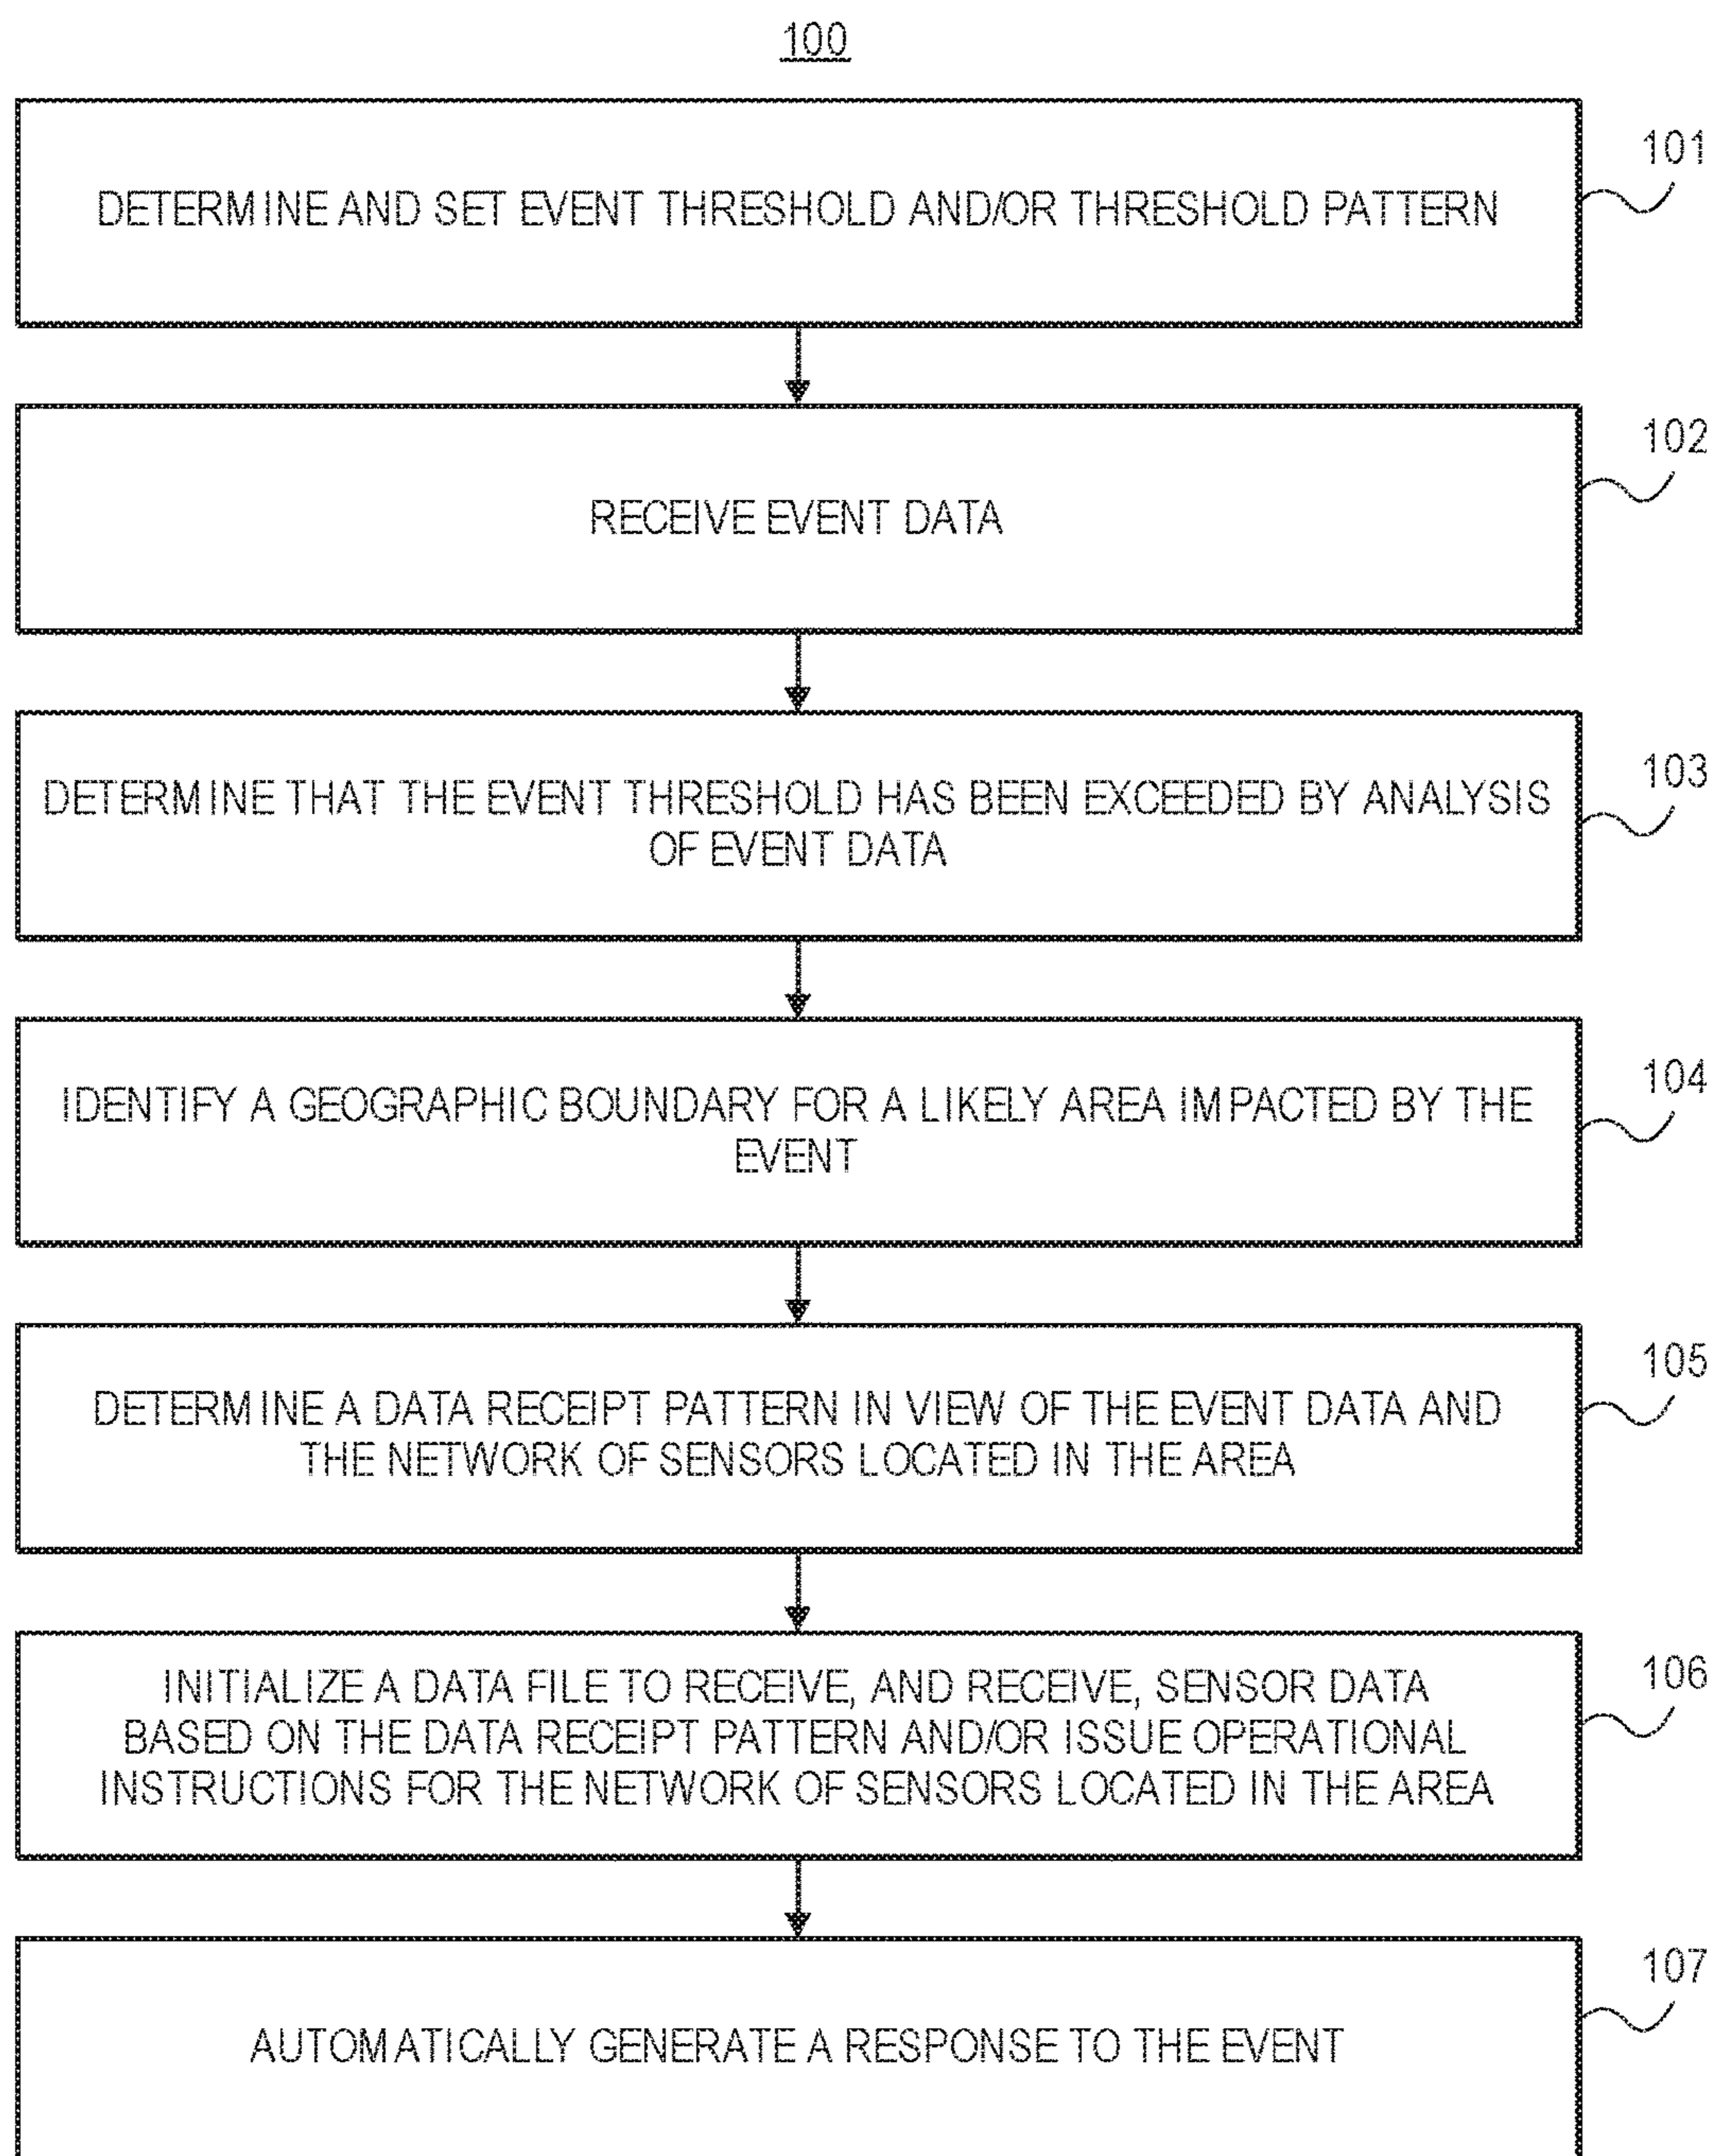 100
DETERMINE AND SET EVENT THRESHOLD AND/OR THRESHOLD PATTERN
101
RECEIVE EVENT DATA
102
DETERMINE THAT THE EVENT THRESHOLD HAS BEEN EXCEEDED BY ANALYSIS
OF EVENT DATA
103
IDENTIFY A GEOGRAPHIC BOUNDARY FOR A LIKELY AREA IMPACTED BY THE
EVENT
104
DETERMINE A DATA RECEIPT PATTERN IN VIEW OF THE EVENT DATA AND
THE NETWORK OF SENSORS LOCATED IN THE AREA
105
INITIALIZE A DATA FILE TO RECEIVE, AND RECEIVE, SENSOR DATA
BASED ON THE DATA RECEIPT PATTERN AND/OR ISSUE OPERATIONAL
INSTRUCTIONS FOR THE NETWORK OF SENSORS LOCATED IN THE AREA
106
AUTOMATICALLY GENERATE A RESPONSE TO THE EVENT
107